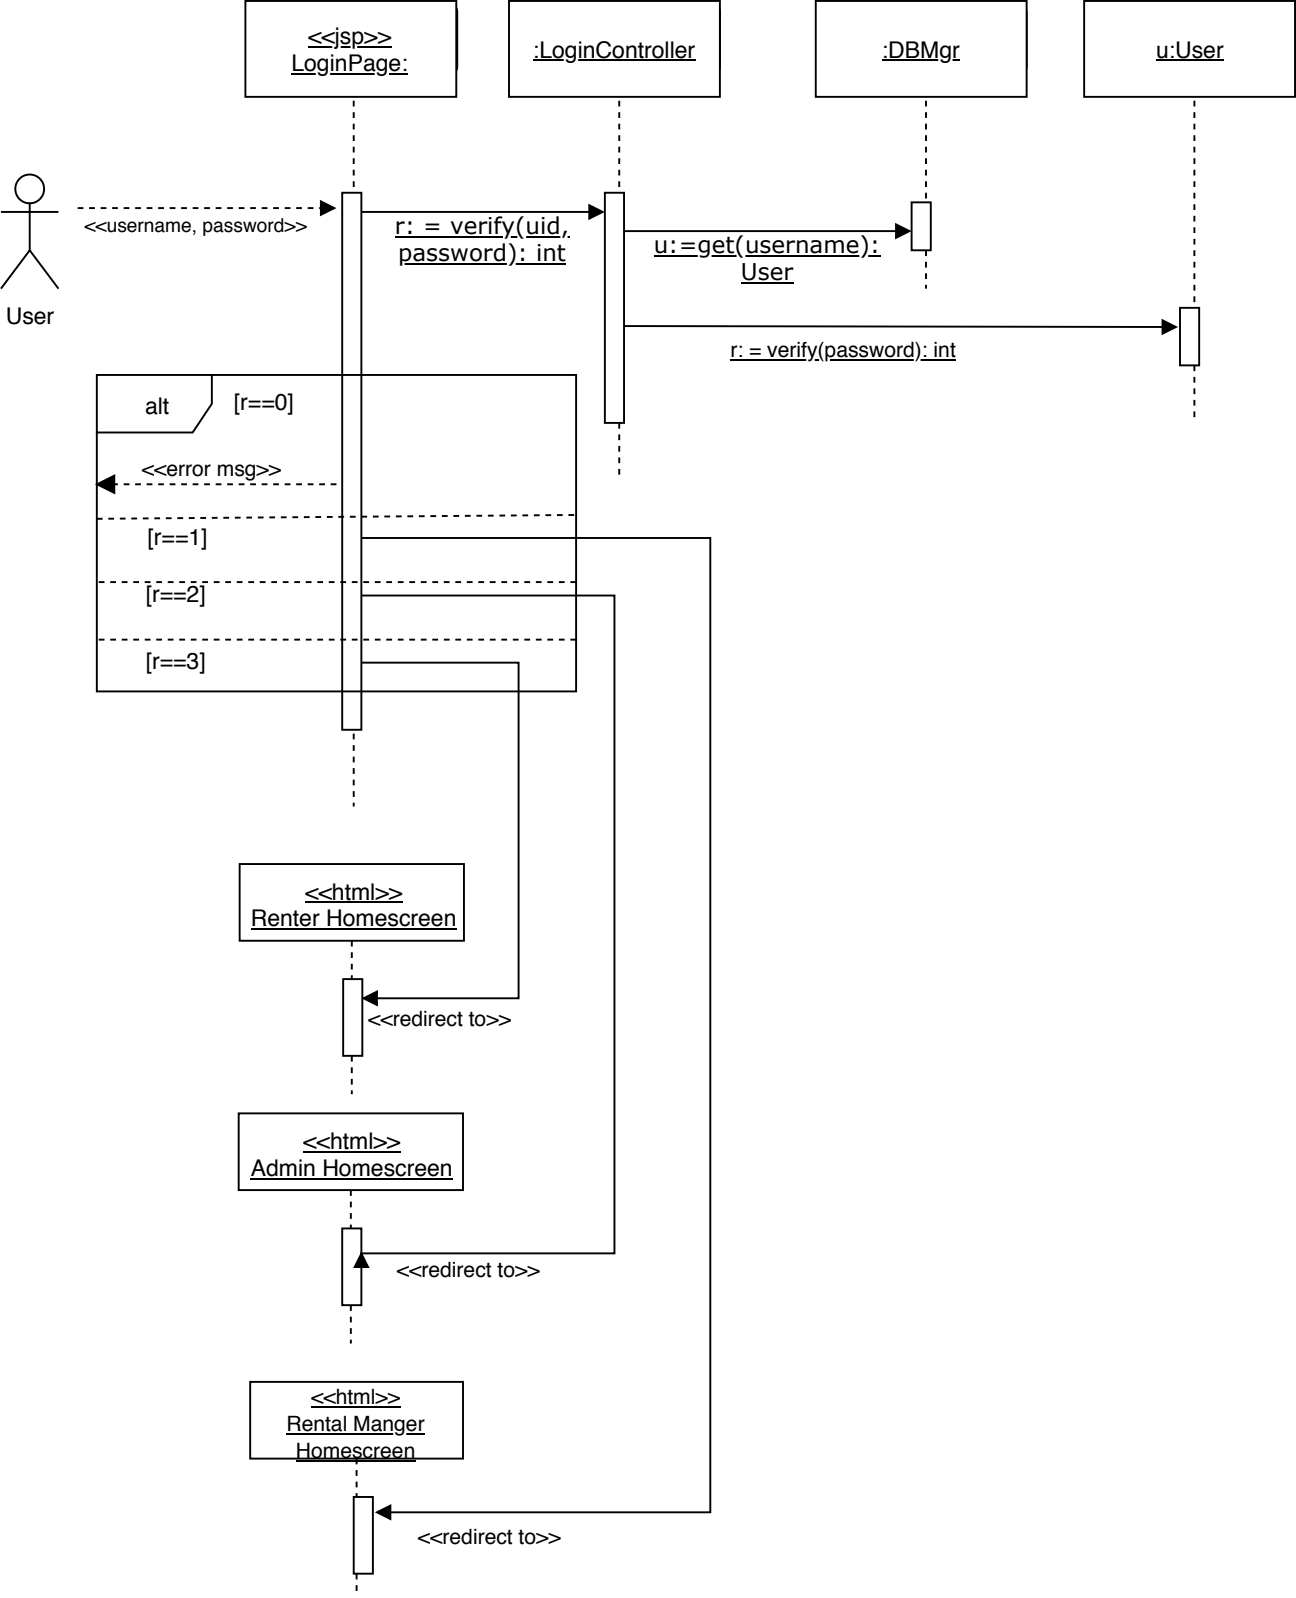 <<jsp>>
LoginPage:
:LoginController
:DBMgr
u:User
<<username, password>>
User
r: = verify(uid,
password): int
u:=get(username):
User
r: = verify(password): int
alt
[r==0]
<<error msg>>
[r==1]
[r==2]
[r==3]
<<html>>
Renter Homescreen
<<redirect to>>
<<html>>
Admin Homescreen
<<redirect to>>
<<html>>
Rental Manger
Homescreen
<<redirect to>>